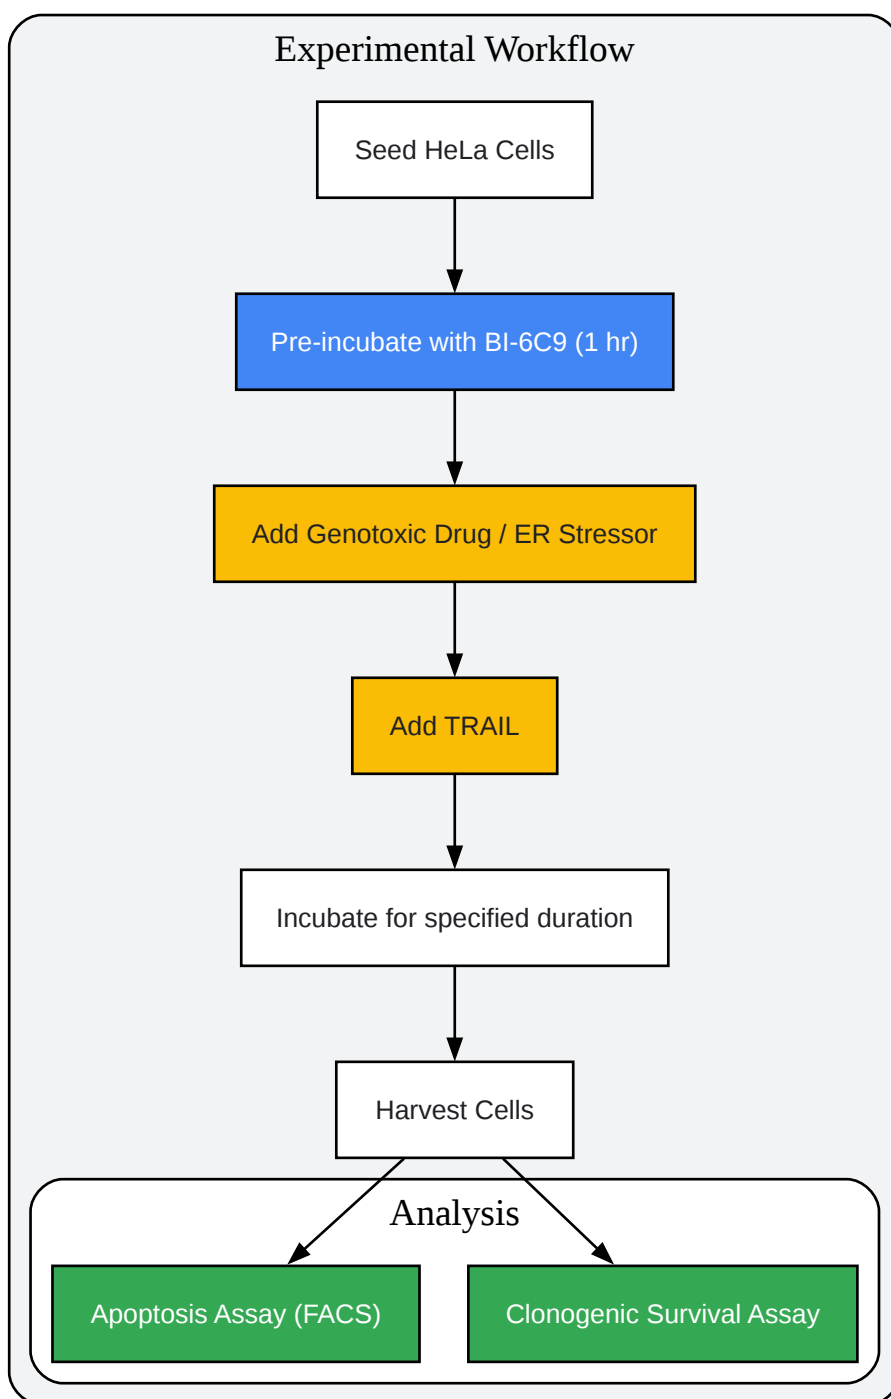 Experimental Workflow
Seed HeLa Cells
Pre-incubate with BI-6C9 (1 hr)
Add Genotoxic Drug / ER Stressor
Add TRAIL
Incubate for specified duration
Harvest Cells
Analysis
Apoptosis Assay (FACS)
Clonogenic Survival Assay